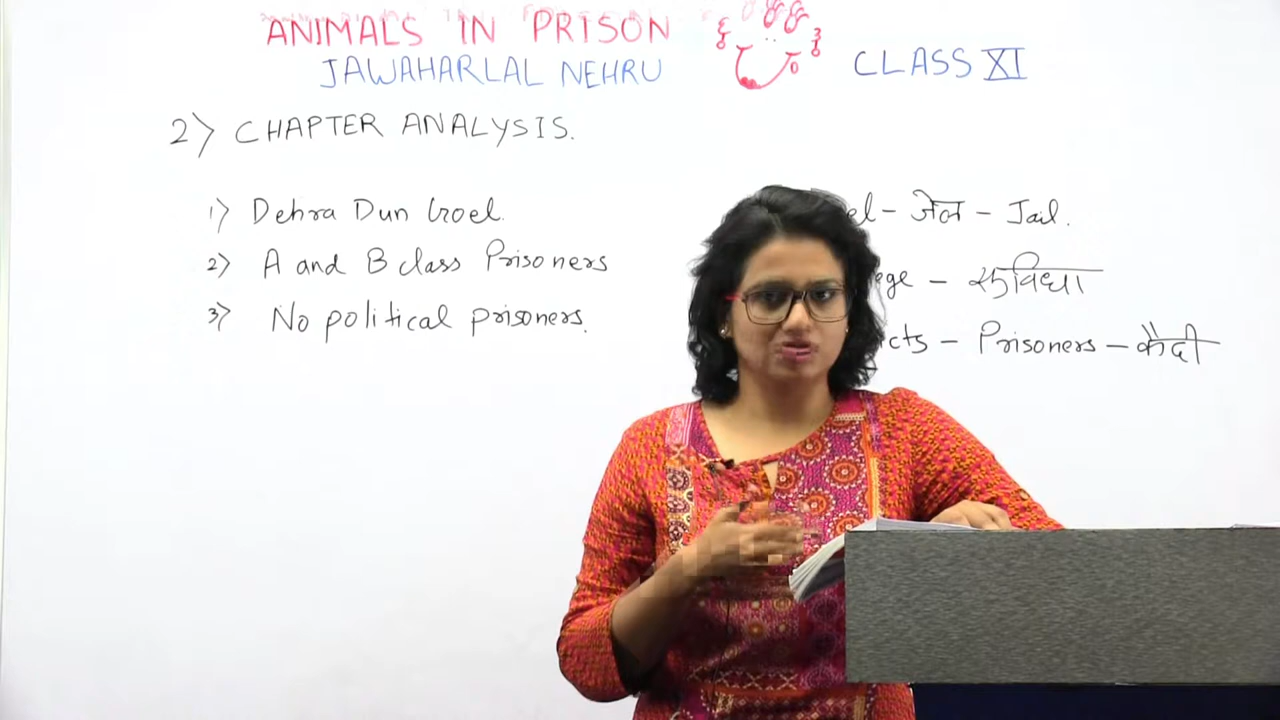 ANIMALS IN PRISON
JAWAHARLAL NEHRU
CLASS XI
2) CHAPTER ANALYSIS.
1) Dehra Dun Goel.
2) A and B class Prisoners
3) No political prisoners.
el - जेल - Jail.
ege - सुविधा
cts - Prisoners - कैदी